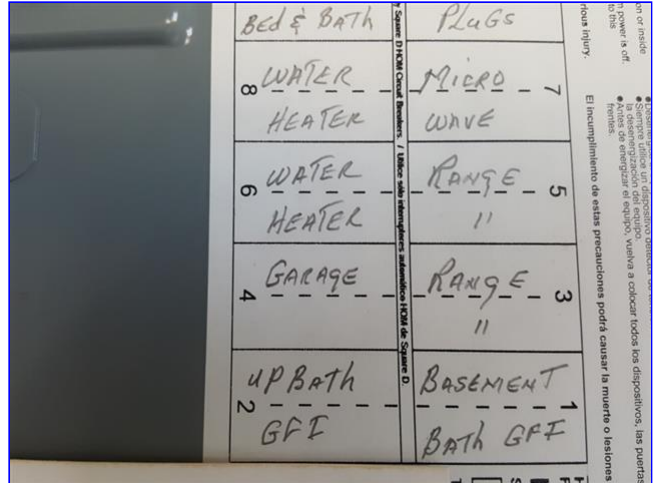 BEd & BATH
PLUGS
8 WATER
HEATER
MICRO 7
WAVE
6 WATER
HEATER
RANGE 5
"
4 GARAGE
RANGE 3
"
2 UP BATH
GFI
BASEMENT 1
BATH GFI
y Square D HOM Circuit Breakers. / Utilice sólo interruptores automático HOM de Square D.
on or inside
power is off.
to this
rious injury.
Siempre utilice un dispositivo detector de
la desenergización del equipo.
Antes de energizar el equipo, vuelva a colocar todos los dispositivos, las puertas
frentes.
El incumplimiento de estas precauciones podrá causar la muerte o lesiones